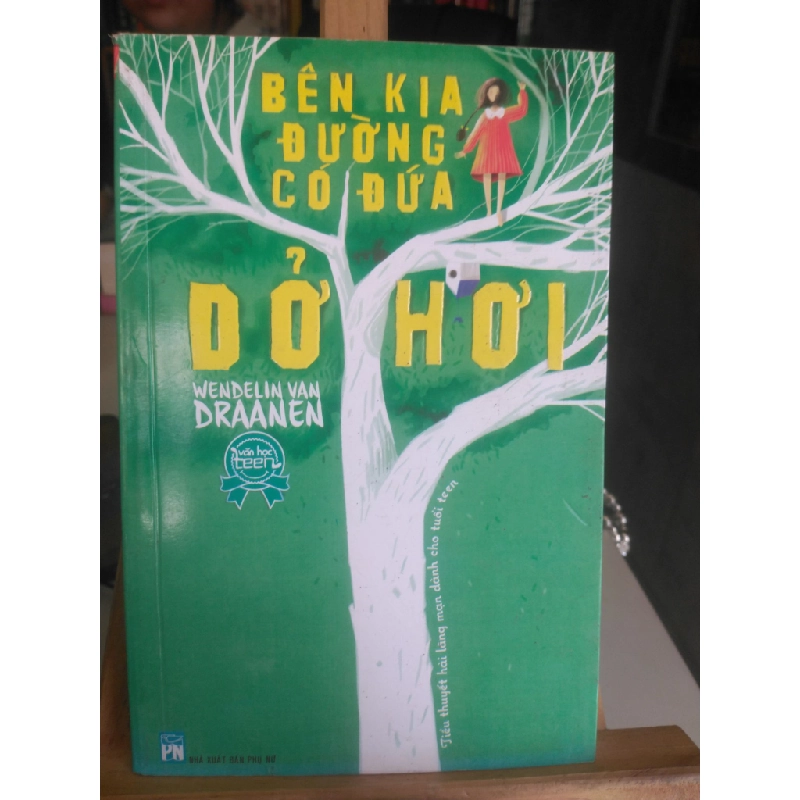 BÊN KIA
ĐƯỜNG
CÓ ĐỨA
DỞ HƠI
WENDELIN VAN
DRAANEN
văn học
teen
Tiểu thuyết hài lãng mạn dành cho tuổi teen
PN
NHÀ XUẤT BẢN PHỤ NỮ